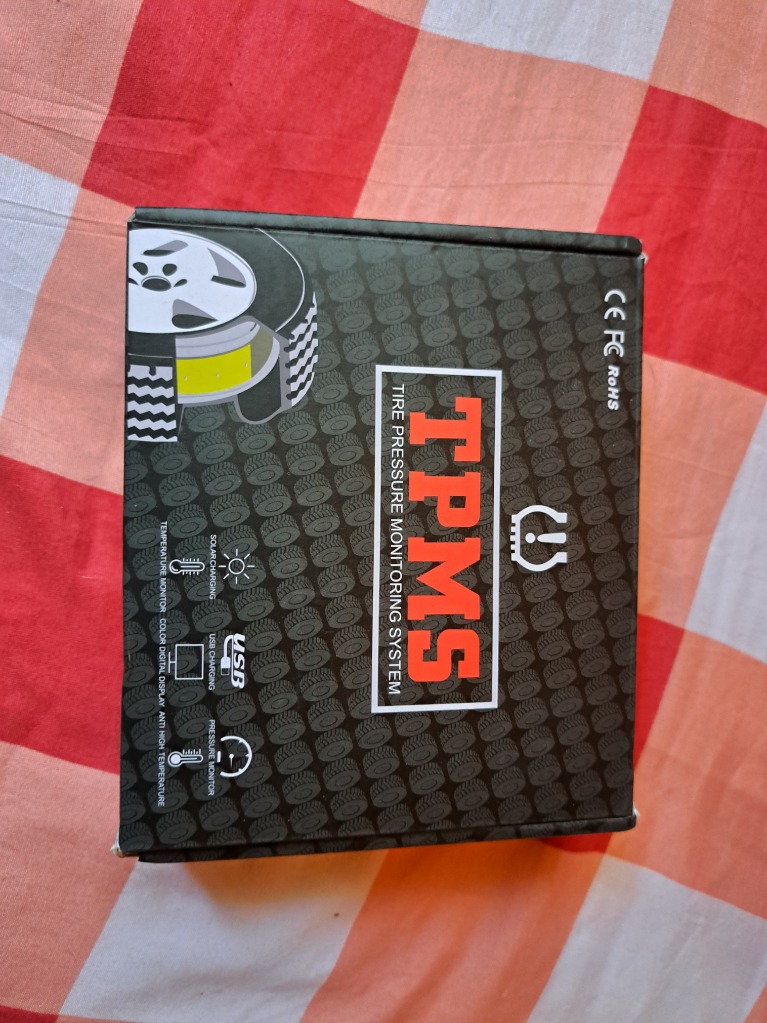 CE FC RoHS
TPMS
TIRE PRESSURE MONITORING SYSTEM
USB
SOLAR CHARGING
USB CHARGING
PRESSURE MONITOR
TEMPERATURE MONITOR
COLOR DIGITAL DISPLAY
ANTI HIGH TEMPERATURE